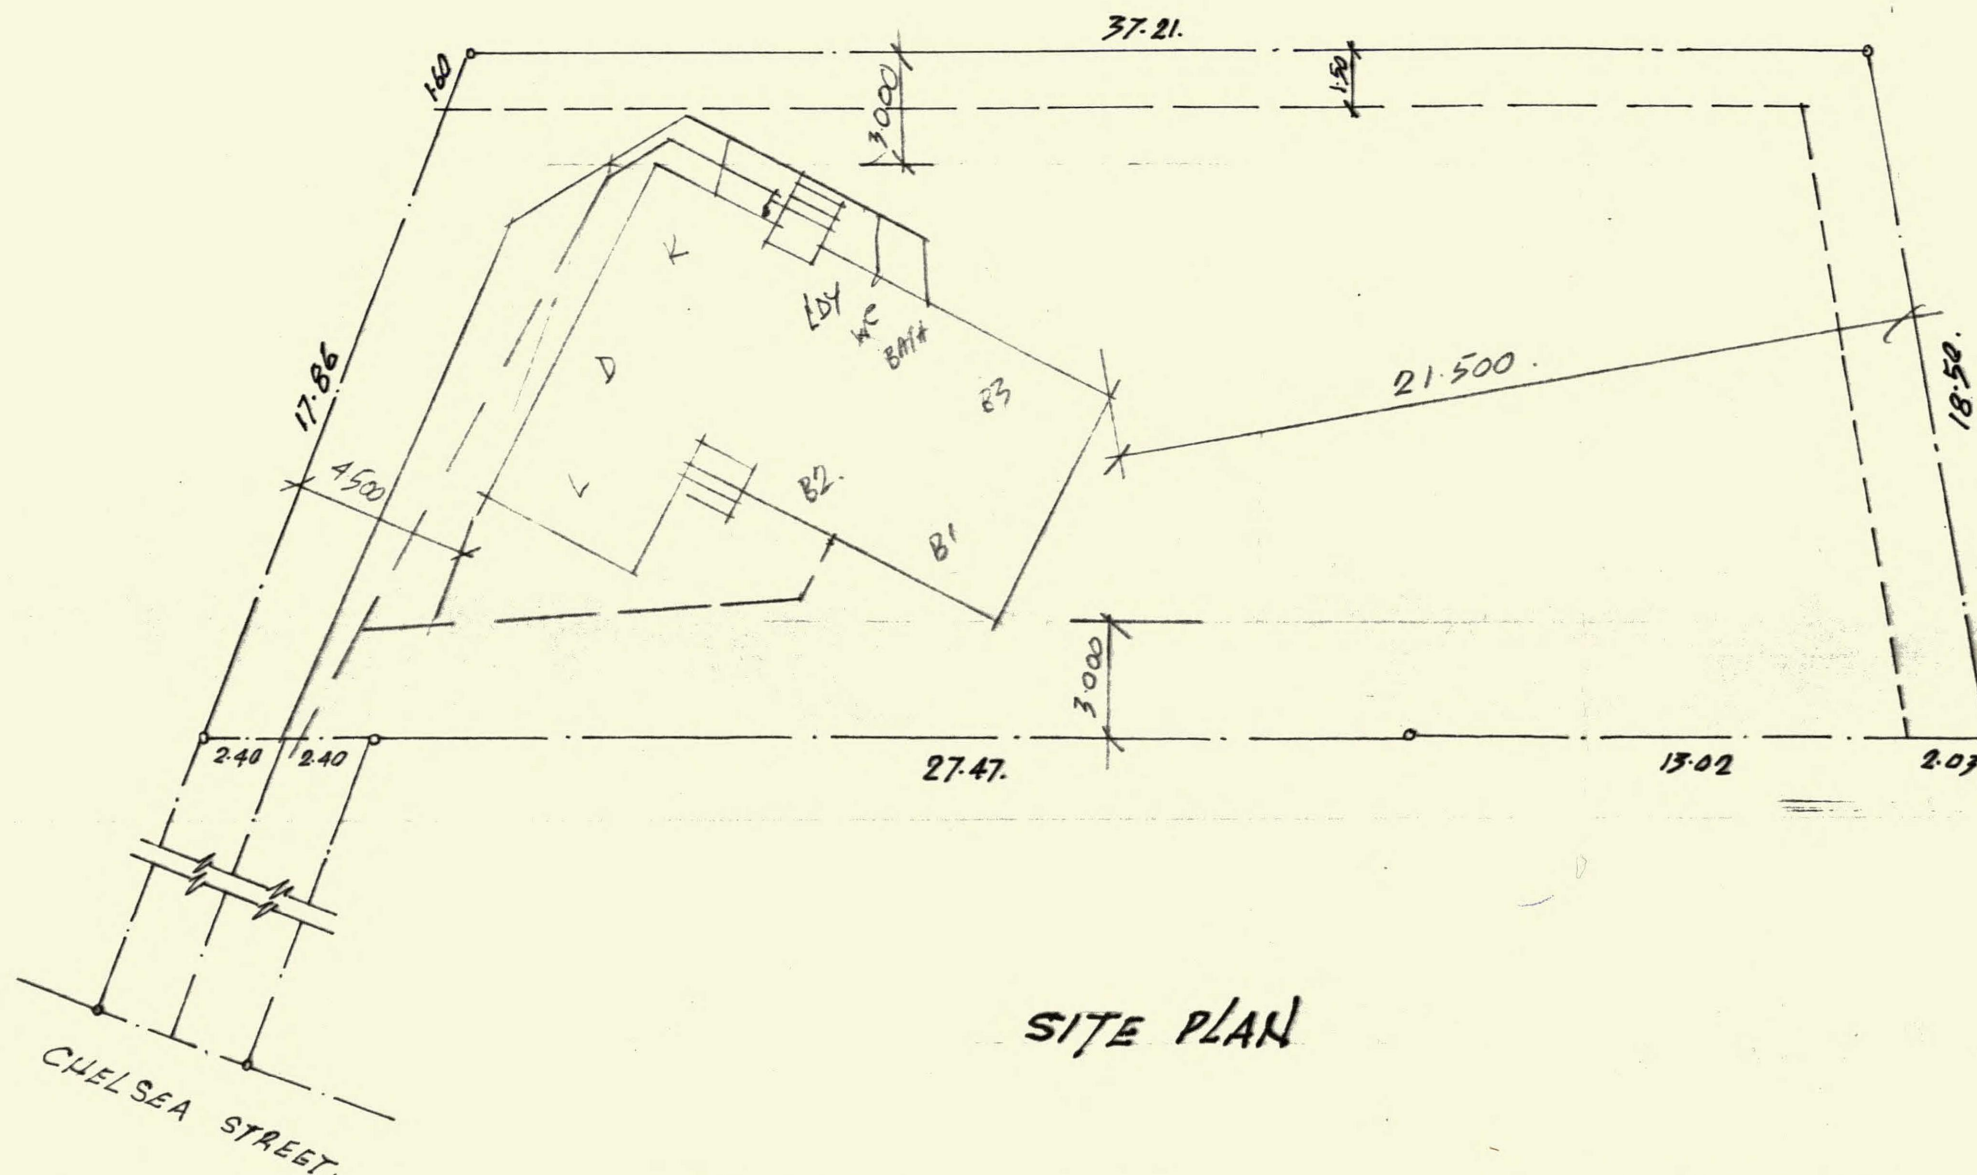 37.21.
1.60
3.000
1.50
K
LDY
WC
BATH
D
B3
21.500.
18.50.
17.86
4500
L
B2.
B1
3.000
2.40
2.40
27.47.
13.02
2.03
SITE PLAN
CHELSEA STREET.